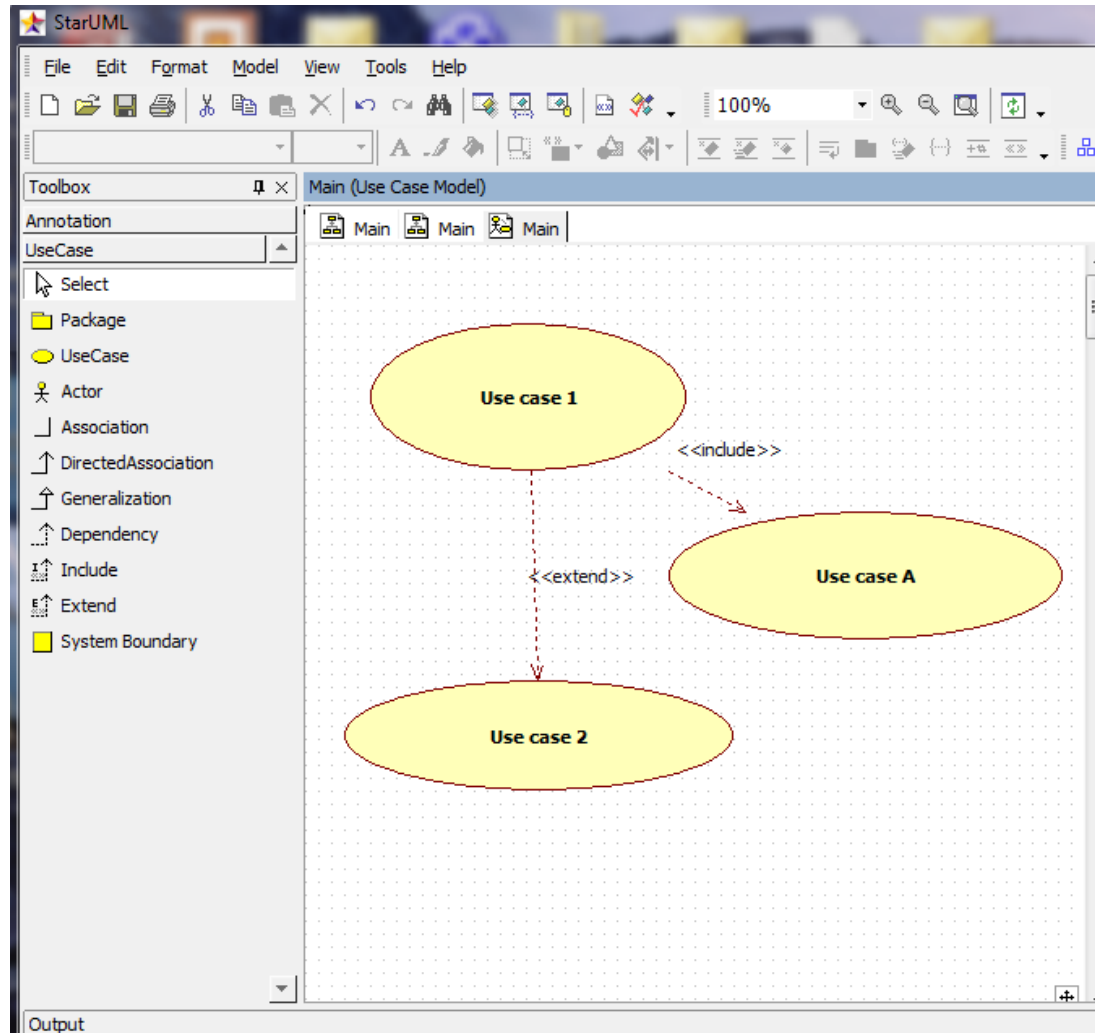 StarUML
File Edit Format Model View Tools Help
100%
Toolbox
Main (Use Case Model)
Annotation
Main Main Main
UseCase
Select
Package
UseCase
Actor
Association
DirectedAssociation
Generalization
Dependency
Include
Extend
System Boundary
Use case 1
<<include>>
<<extend>>
Use case A
Use case 2
Output